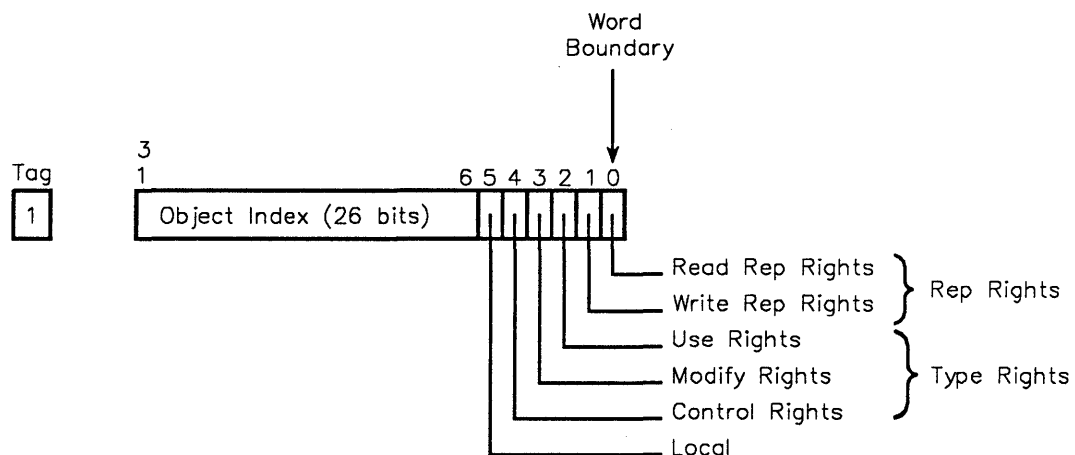 Word
Boundary
3
Tag
1
6 5 4 3 2 1 0
1
Object Index (26 bits)
Read Rep Rights
Rep Rights
Write Rep Rights
Use Rights
Modify Rights
Type Rights
Control Rights
Local